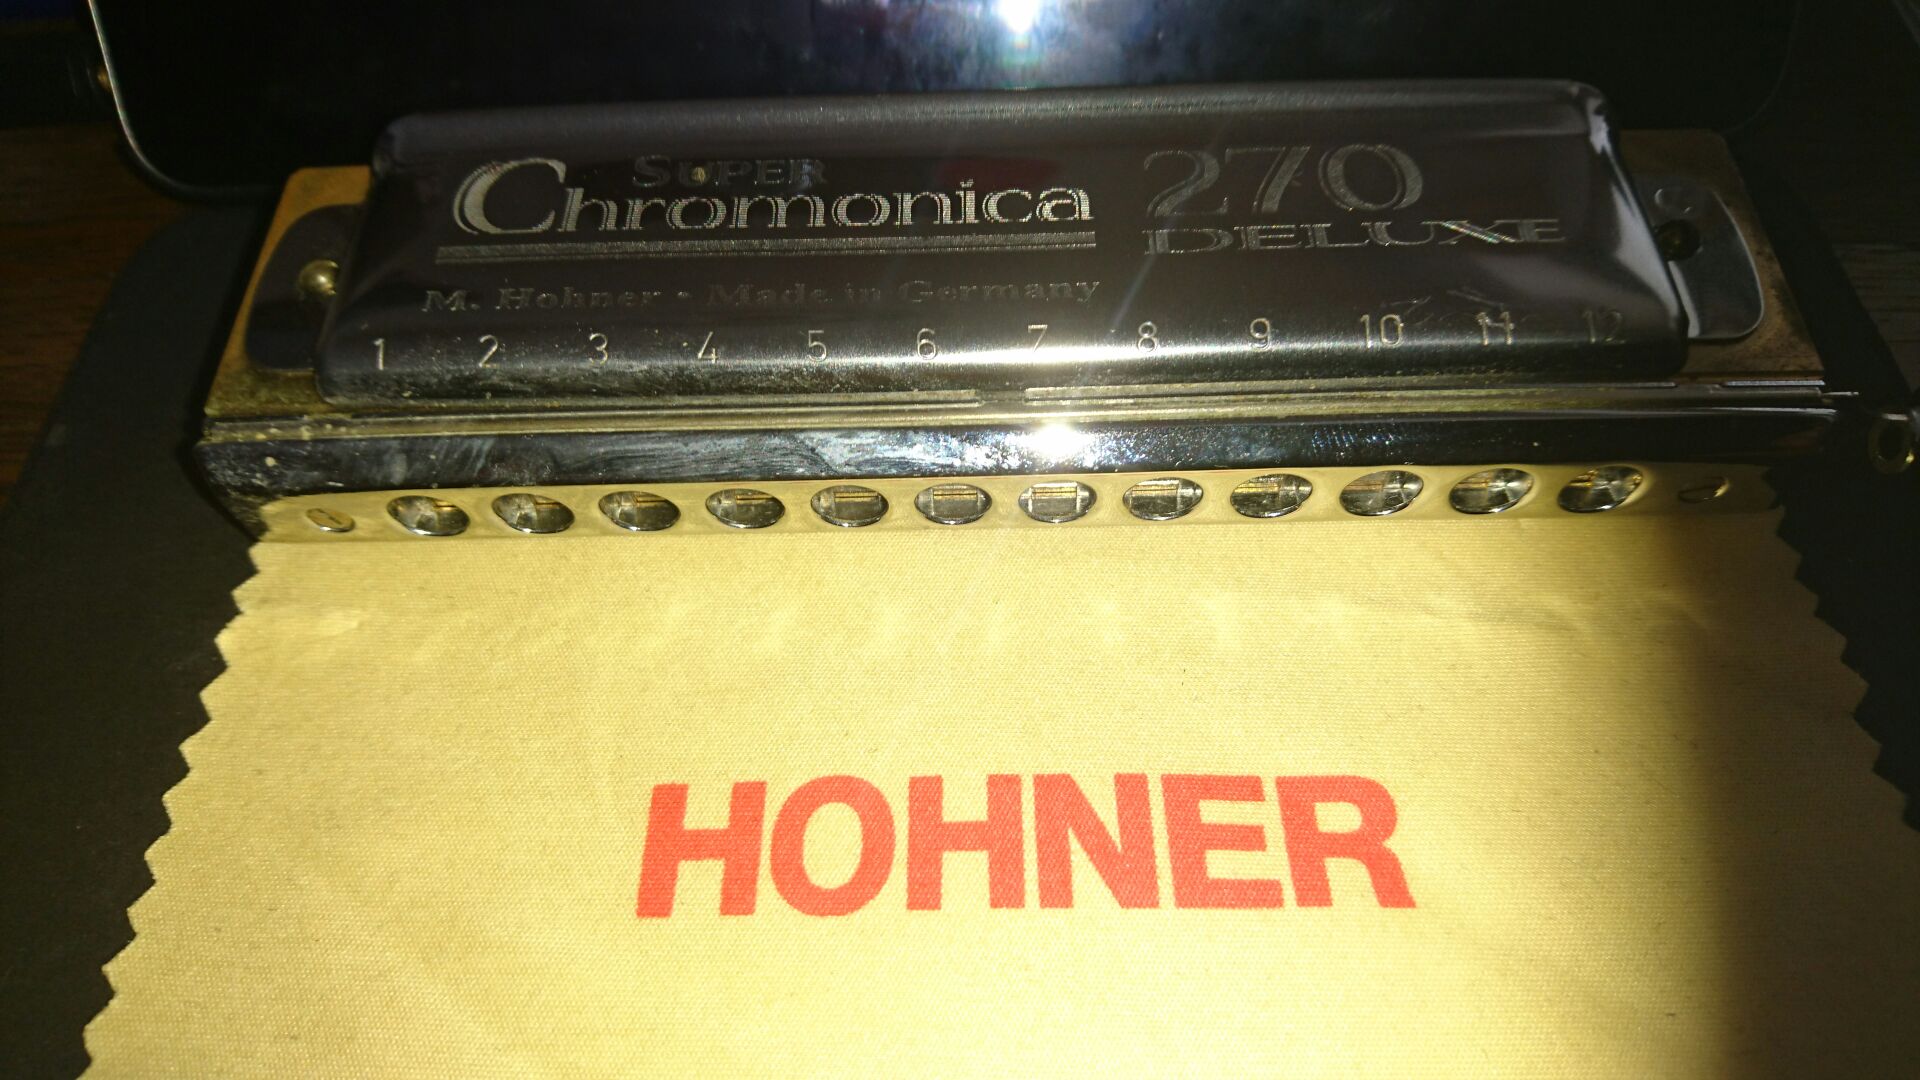 SUPER
Chromonica 270
DELUXE
M. Hohner • Made in Germany
1 2 3 4 5 6 7 8 9 10 11 12
C
HOHNER